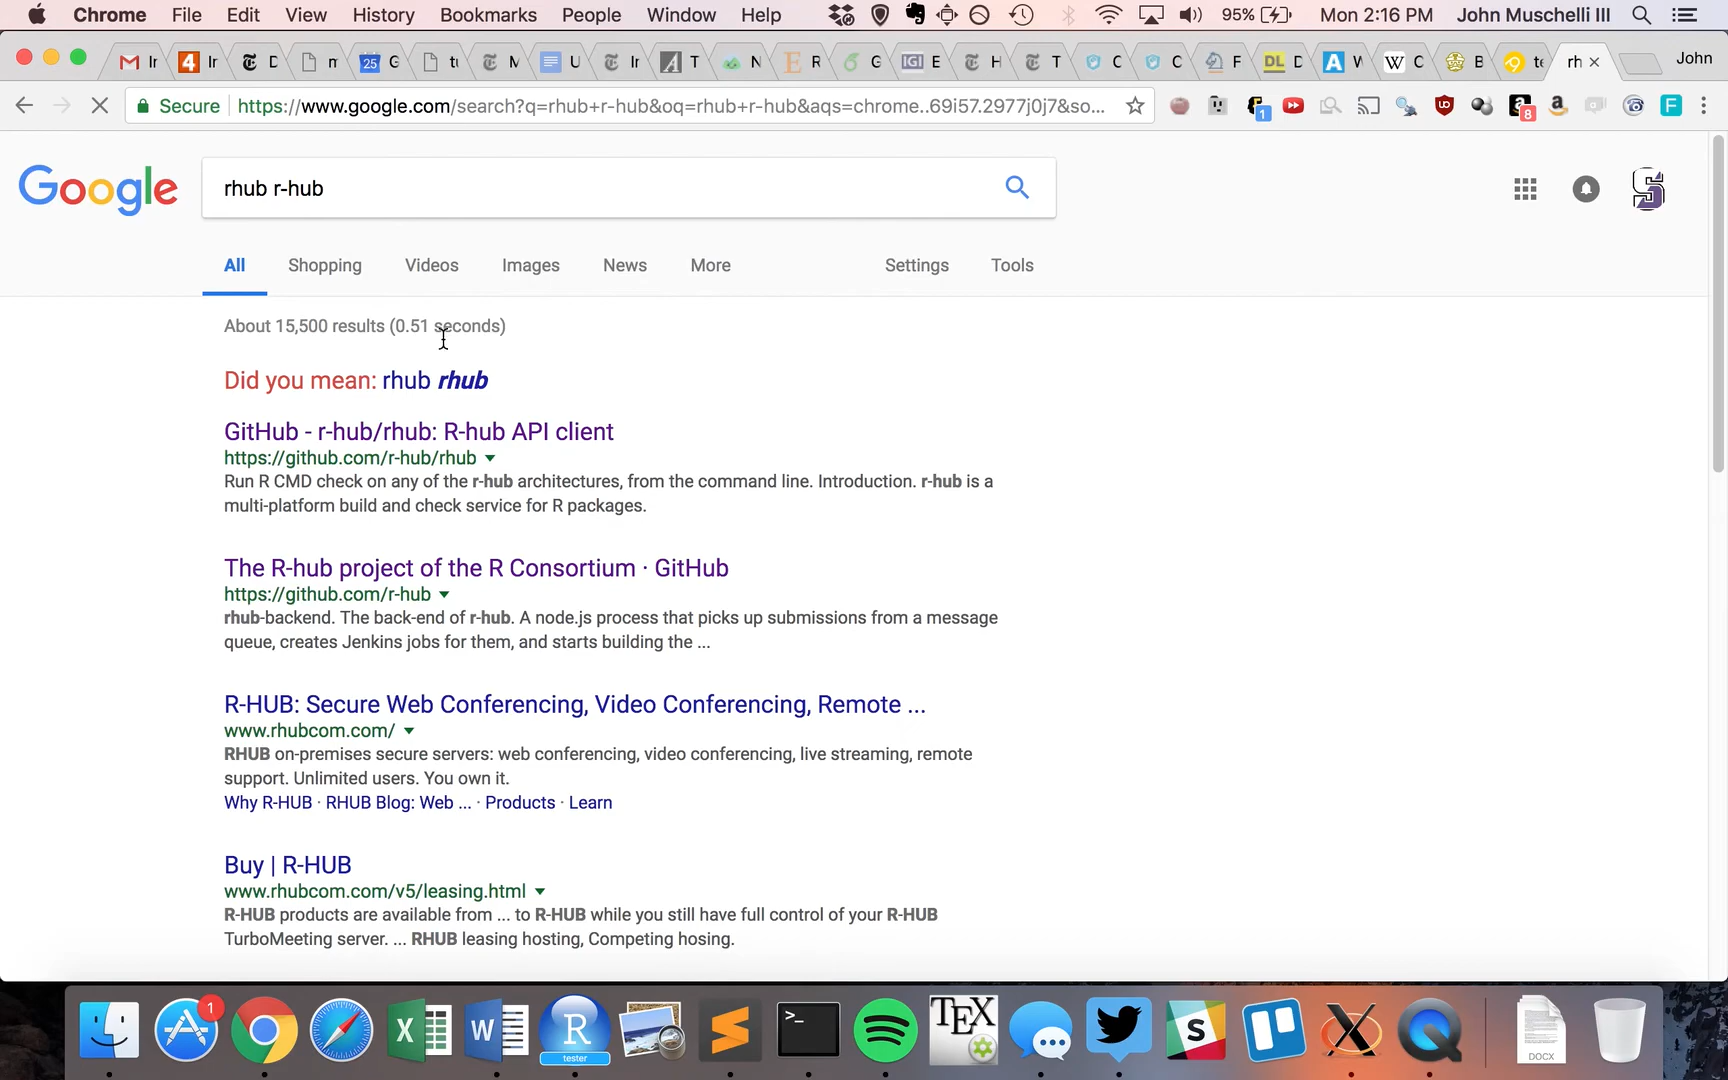 Chrome File Edit View History Bookmarks People Window Help 95% Mon 2:16 PM John Muschelli III
John
Secure https://www.google.com/search?q=rhub+r-hub&oq=rhub+r-hub&aqs=chrome..69i57.2977j0j7&so...
Google rhub r-hub
All Shopping Videos Images News More Settings Tools
About 15,500 results (0.51 seconds)
Did you mean: rhub rhub
GitHub - r-hub/rhub: R-hub API client
https://github.com/r-hub/rhub
Run R CMD check on any of the r-hub architectures, from the command line. Introduction. r-hub is a
multi-platform build and check service for R packages.
The R-hub project of the R Consortium · GitHub
https://github.com/r-hub
rhub-backend. The back-end of r-hub. A node.js process that picks up submissions from a message
queue, creates Jenkins jobs for them, and starts building the ...
R-HUB: Secure Web Conferencing, Video Conferencing, Remote ...
www.rhubcom.com/
RHUB on-premises secure servers: web conferencing, video conferencing, live streaming, remote
support. Unlimited users. You own it.
Why R-HUB · RHUB Blog: Web ... · Products · Learn
Buy | R-HUB
www.rhubcom.com/v5/leasing.html
R-HUB products are available from ... to R-HUB while you still have full control of your R-HUB
TurboMeeting server. ... RHUB leasing hosting, Competing hosing.
1
R
TEX
tester
DOCX